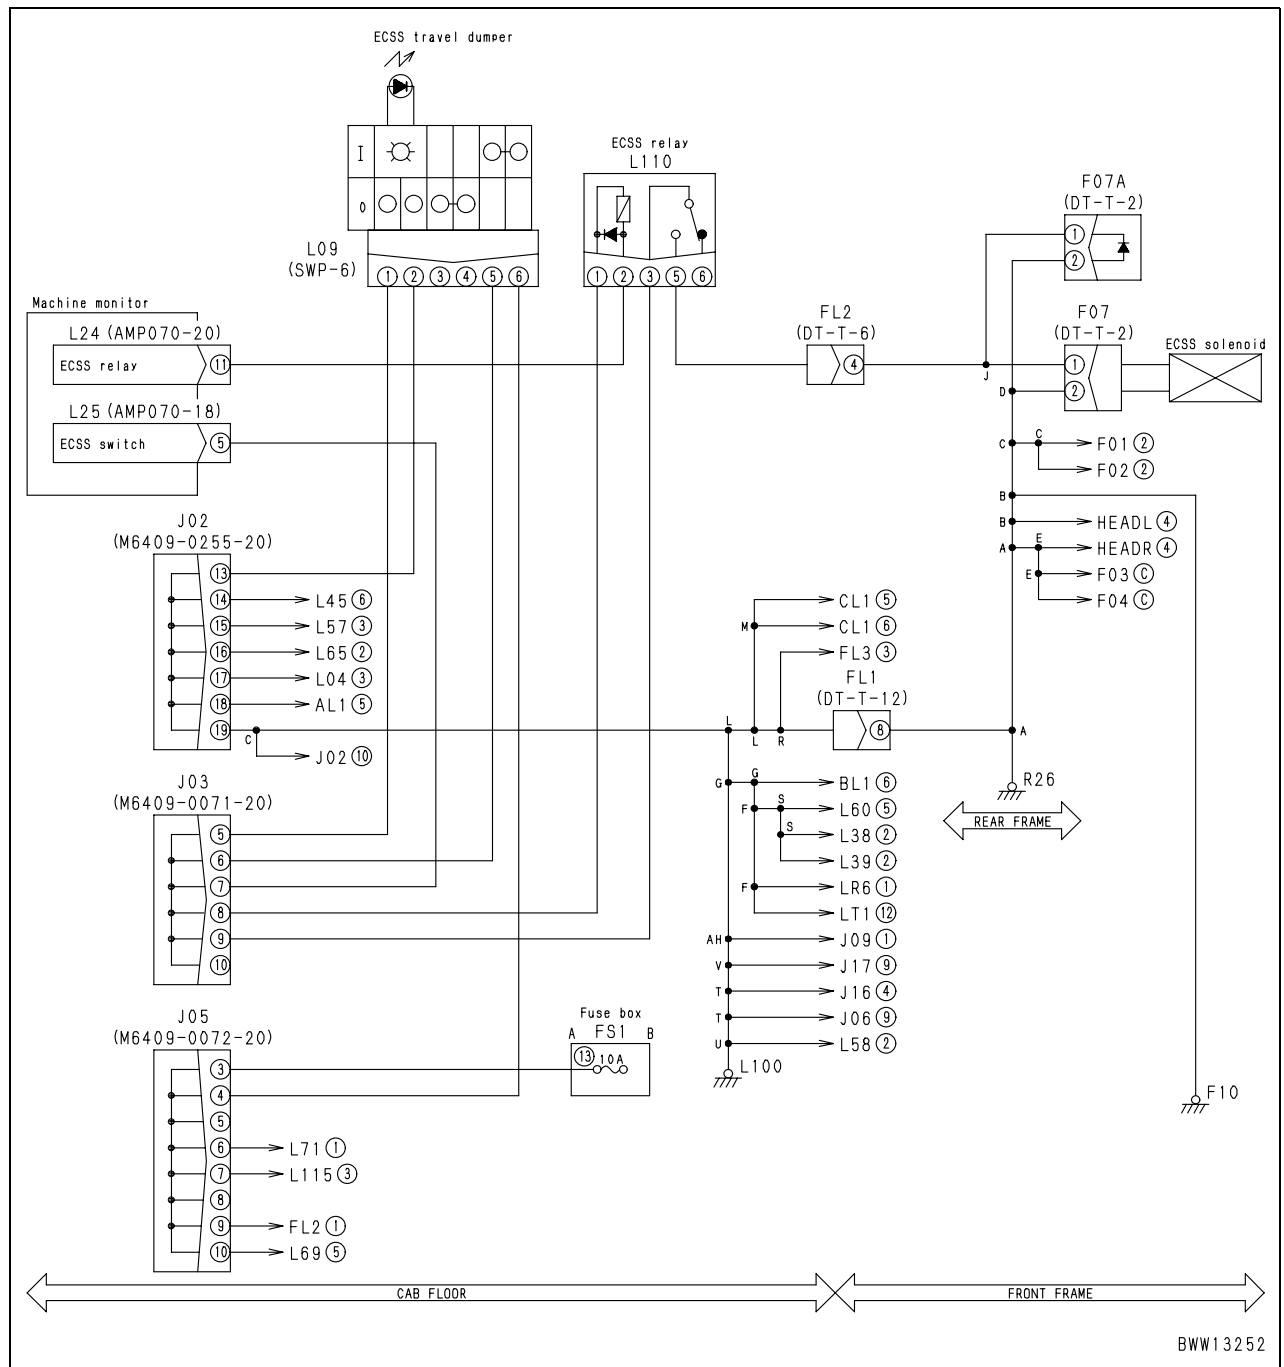 ECSS travel dumper
I
0
L09
(SWP-6)
① ② ③ ④ ⑤ ⑥
ECSS relay
L110
① ② ③ ⑤ ⑥
F07A
(DT-T-2)
①
②
Machine monitor
L24 (AMP070-20)
ECSS relay ⑪
L25 (AMP070-18)
ECSS switch ⑤
FL2
(DT-T-6)
④
J
F07
(DT-T-2)
①
②
ECSS solenoid
D
C C F01 ②
F02 ②
B
B HEADL ④
A E HEADR ④
E F03 Ⓒ
F04 Ⓒ
J02
(M6409-0255-20)
⑬
⑭ L45 ⑥
⑮ L57 ③
⑯ L65 ②
⑰ L04 ③
⑱ AL1 ⑤
⑲
C J02 ⑩
CL1 ⑤
M CL1 ⑥
FL3 ③
FL1
(DT-T-12)
L L R ⑧ A
R26
REAR FRAME
J03
(M6409-0071-20)
⑤
⑥
⑦
⑧
⑨
⑩
G G BL1 ⑥
F S L60 ⑤
S L38 ②
L39 ②
F LR6 ①
LT1 ⑫
AH J09 ①
V J17 ⑨
T J16 ④
T J06 ⑨
U L58 ②
L100
J05
(M6409-0072-20)
③
④
⑤
⑥ L71 ①
⑦ L115 ③
⑧
⑨ FL2 ①
⑩ L69 ⑤
Fuse box
A FS1 B
⑬ 10A
F10
CAB FLOOR
FRONT FRAME
BWW13252